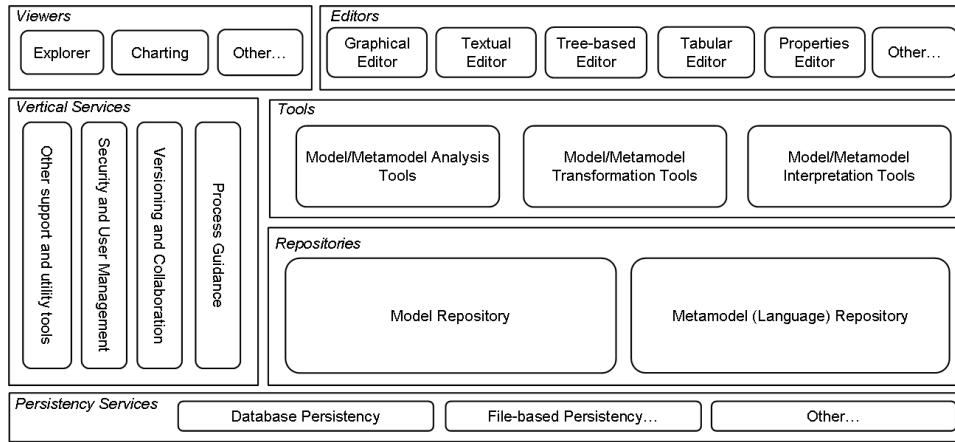 Viewers
Explorer
Charting
Other…
Editors
Graphical
Editor
Textual
Editor
Tree-based
Editor
Tabular
Editor
Properties
Editor
Other…
Vertical Services
Other support and utility tools
Security and User Management
Versioning and Collaboration
Process Guidance
Tools
Model/Metamodel Analysis
Tools
Model/Metamodel
Transformation Tools
Model/Metamodel
Interpretation Tools
Repositories
Model Repository
Metamodel (Language) Repository
Persistency Services
Database Persistency
File-based Persistency…
Other…